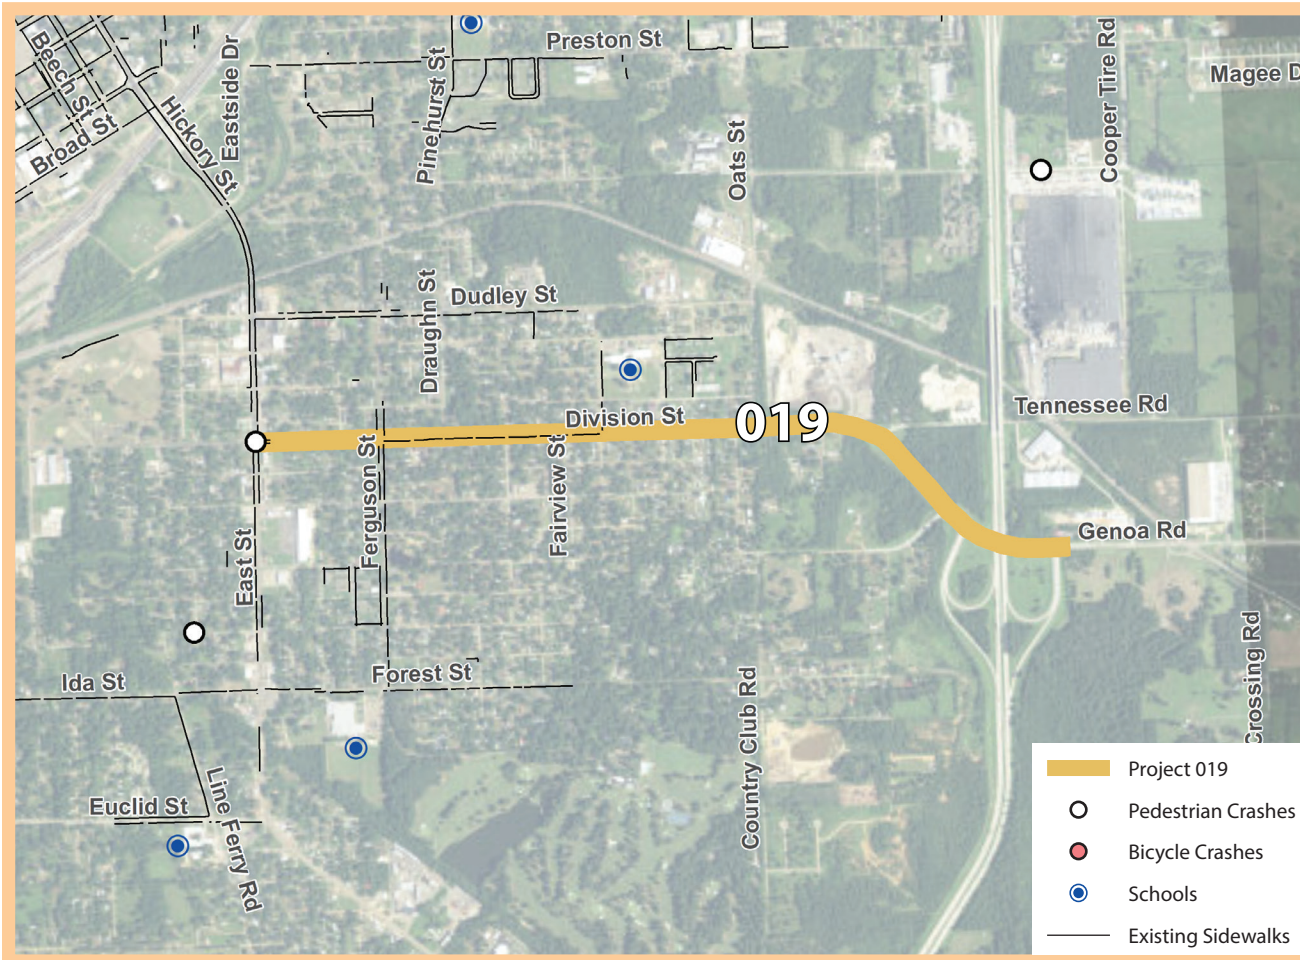 Preston St
Magee D
Beech St
Broad St
Hickory St
Eastside Dr
Pinehurst St
Oats St
Cooper Tire Rd
Dudley St
Draughn St
Division St
019
Tennessee Rd
Genoa Rd
Ferguson St
Fairview St
East St
Ida St
Forest St
Country Club Rd
Crossing Rd
Euclid St
Line Ferry Rd
Project 019
Pedestrian Crashes
Bicycle Crashes
Schools
Existing Sidewalks